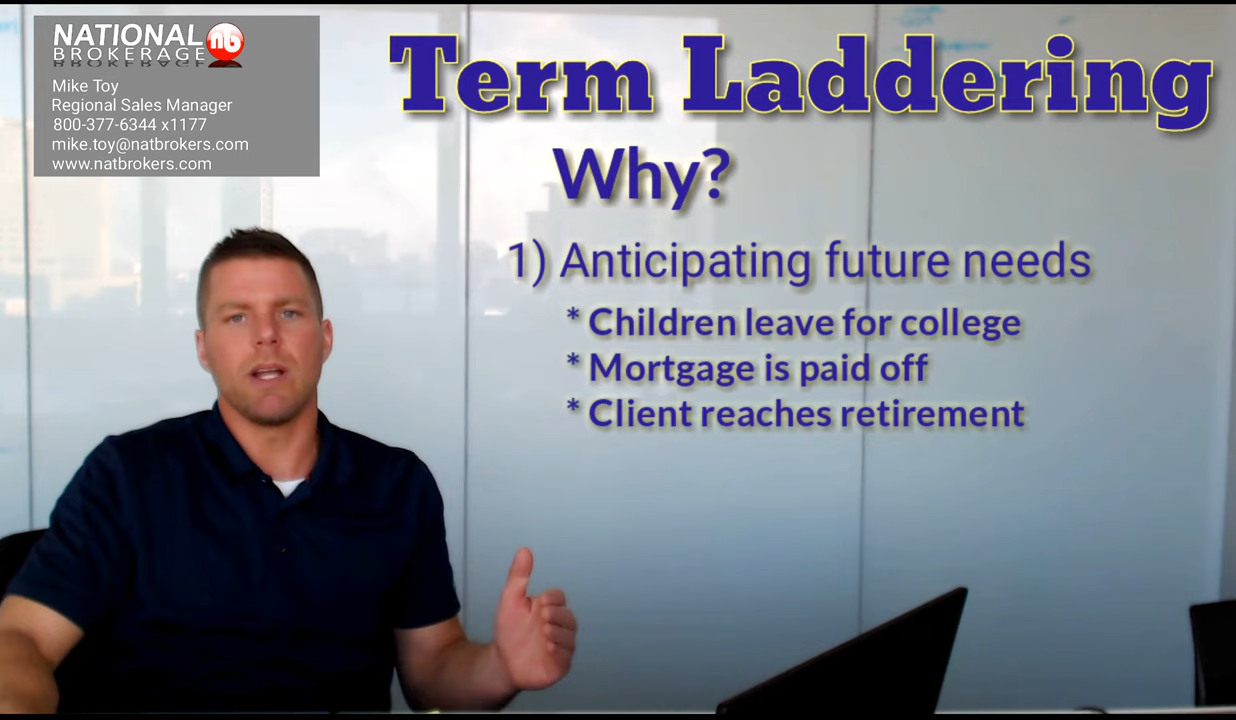 NATIONAL nb
BROKERAGE
Mike Toy
Regional Sales Manager
800-377-6344 x1177
mike.toy@natbrokers.com
www.natbrokers.com
Term Laddering
Why?
1) Anticipating future needs
* Children leave for college
* Mortgage is paid off
* Client reaches retirement